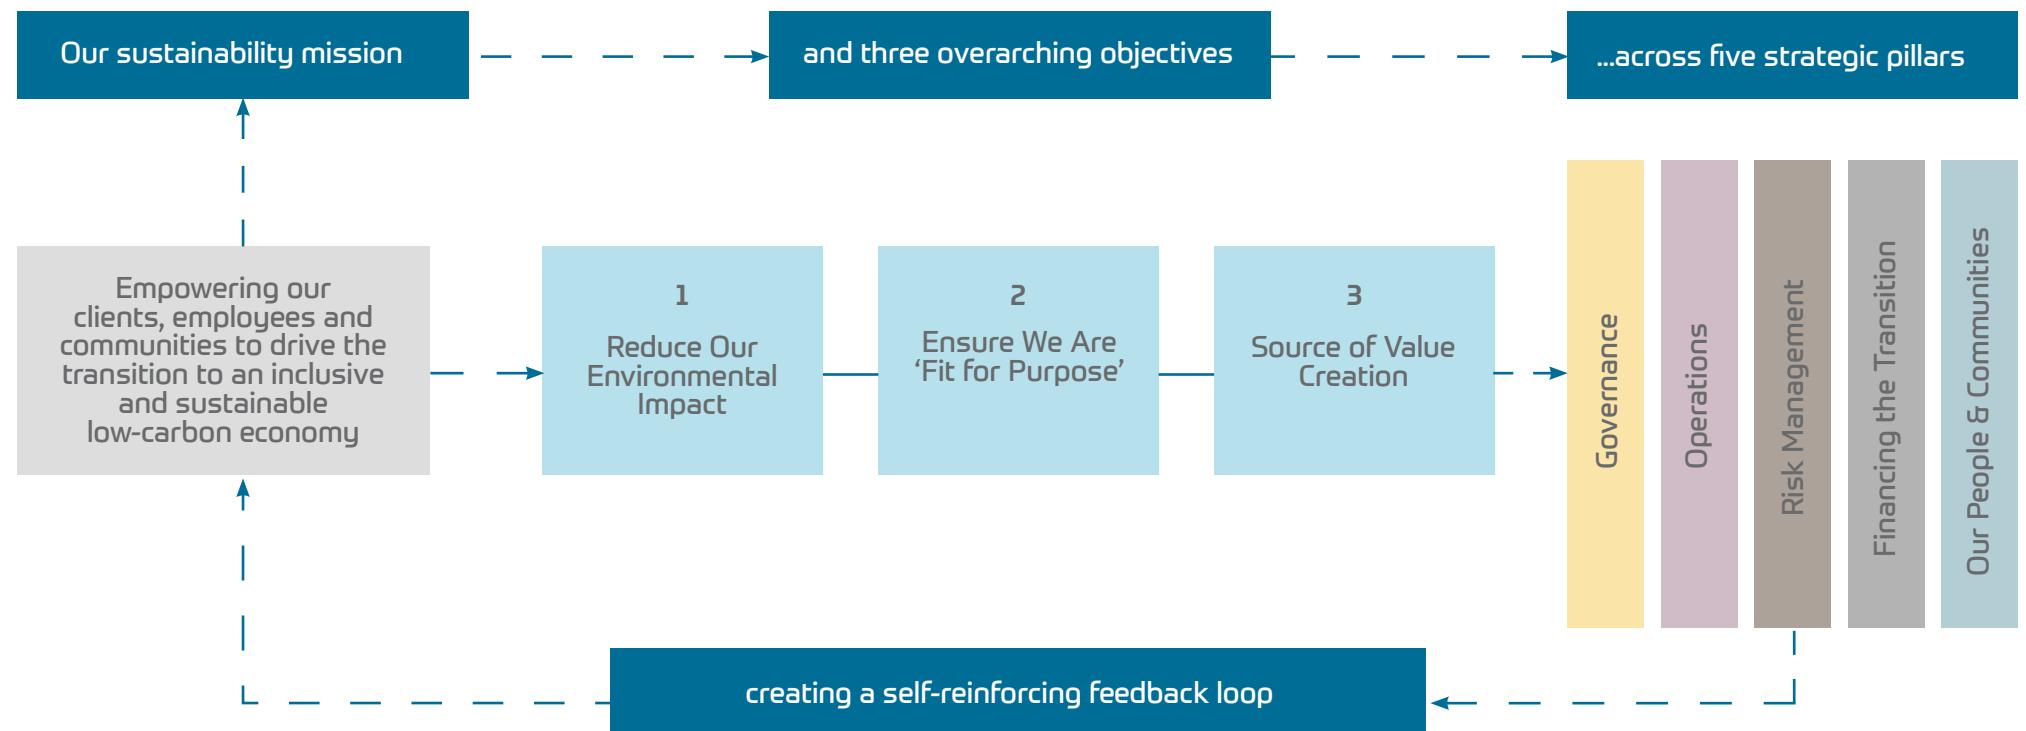 Our sustainability mission
and three overarching objectives
...across five strategic pillars
Empowering our
clients, employees and
communities to drive the
transition to an inclusive
and sustainable
low-carbon economy
1
Reduce Our
Environmental
Impact
2
Ensure We Are
‘Fit for Purpose’
3
Source of Value
Creation
Governance
Operations
Risk Management
Financing the Transition
Our People & Communities
creating a self-reinforcing feedback loop